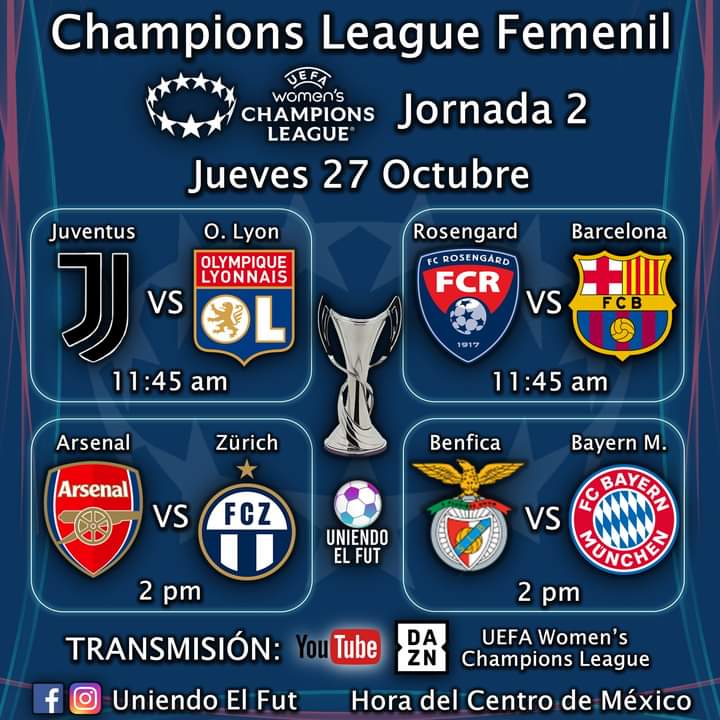 Champions League Femenil
UEFA
women's
CHAMPIONS
LEAGUE
Jornada 2
Jueves 27 Octubre
Juventus
O. Lyon
OLYMPIQUE
LYONNAIS
VS
OL
11:45 am
Rosengard
Barcelona
FC ROSENGÅRD
FCR
1917
VS
FCB
11:45 am
Arsenal
Zürich
Arsenal
VS
FCZ
2 pm
UNIENDO
EL FUT
Benfica
Bayern M.
VS
FC BAYERN
MÜNCHEN
2 pm
TRANSMISIÓN:
YouTube
DA
ZN
UEFA Women's
Champions League
Uniendo El Fut
Hora del Centro de México